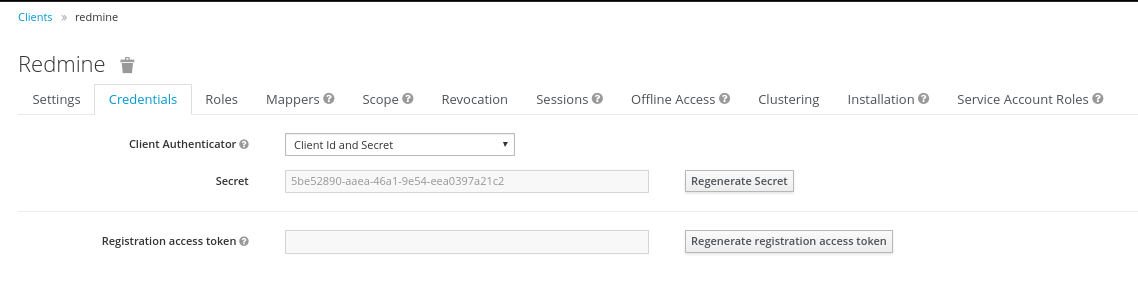 Clients » redmine
Redmine
Settings Credentials Roles Mappers Scope Revocation Sessions Offline Access Clustering Installation Service Account Roles
Client Authenticator Client Id and Secret
Secret 5be52890-aaea-46a1-9e54-eea0397a21c2 Regenerate Secret
Registration access token Regenerate registration access token